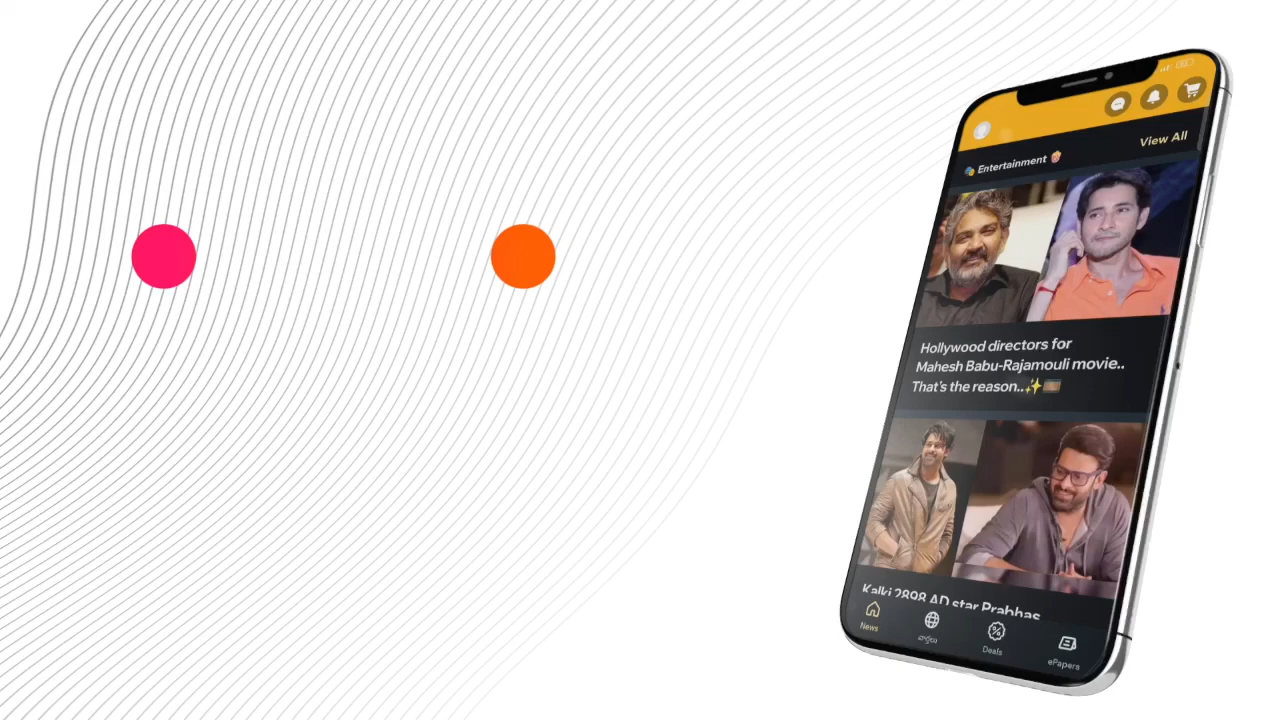 View All
🎭 Entertainment 🍿
Hollywood directors for
Mahesh Babu-Rajamouli movie..
That's the reason..✨🎞️
Kalki 2898 AD star Prabhas
News
వార్తలు
Deals
ePapers